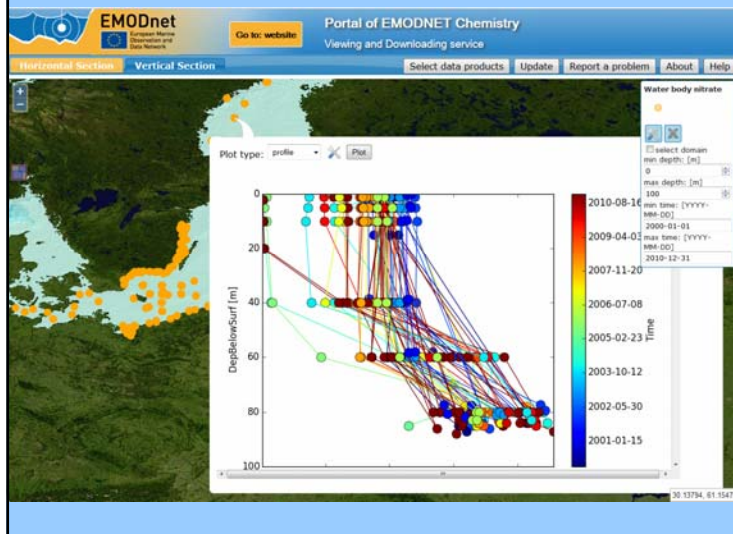 EMODnet
European Marine
Observation and
Data Network
Go to: website
Portal of EMODNET Chemistry
Viewing and Downloading service
Horizontal Section
Vertical Section
Select data products
Update
Report a problem
About
Help
+
−
Water body nitrate
select domain
min depth: [m]
0
max depth: [m]
100
min time: [YYYY-
MM-DD]
2000-01-01
max time: [YYYY-
MM-DD]
2010-12-31
Plot type:
profile
Plot
DepBelowSurf [m]
0
20
40
60
80
100
2010-08-16
2009-04-03
2007-11-20
2006-07-08
2005-02-23
2003-10-12
2002-05-30
2001-01-15
Time
30.13794, 61.1547